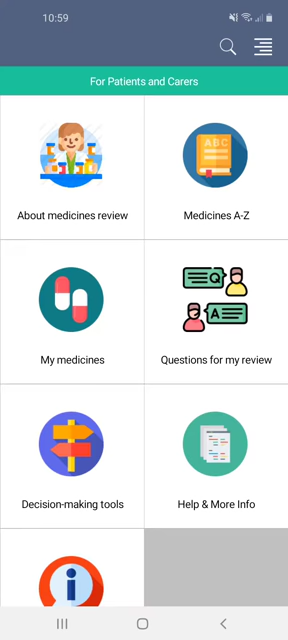 10:59
For Patients and Carers
About medicines review
ABC
Medicines A-Z
My medicines
Q
A
Questions for my review
Decision-making tools
Help & More Info
i